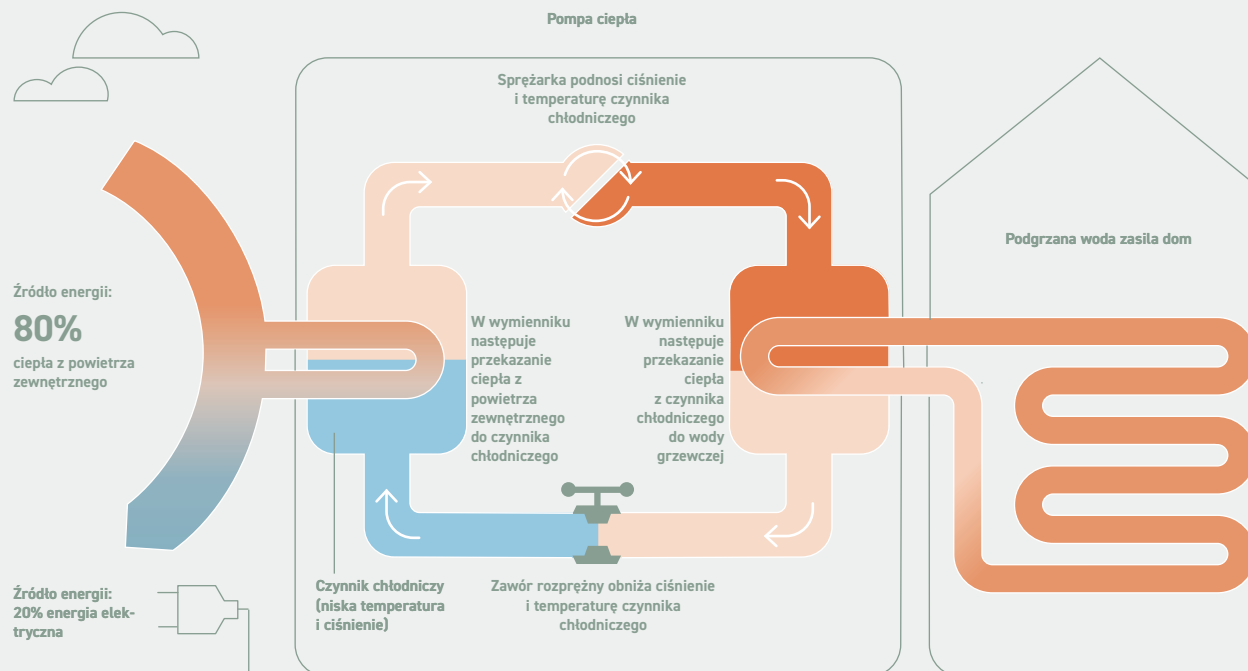 Pompa ciepła
Sprężarka podnosi ciśnienie
i temperaturę czynnika
chłodniczego
Podgrzana woda zasila dom
Źródło energii:
80%
ciepła z powietrza
zewnętrznego
W wymienniku
następuje
przekazanie
ciepła z
powietrza
zewnętrznego
do czynnika
chłodniczego
W wymienniku
następuje
przekazanie
ciepła
z czynnika
chłodniczego
do wody
grzewczej
Źródło energii:
20% energia elek-
tryczna
Czynnik chłodniczy
(niska temperatura
i ciśnienie)
Zawór rozprężny obniża ciśnienie
i temperaturę czynnika
chłodniczego